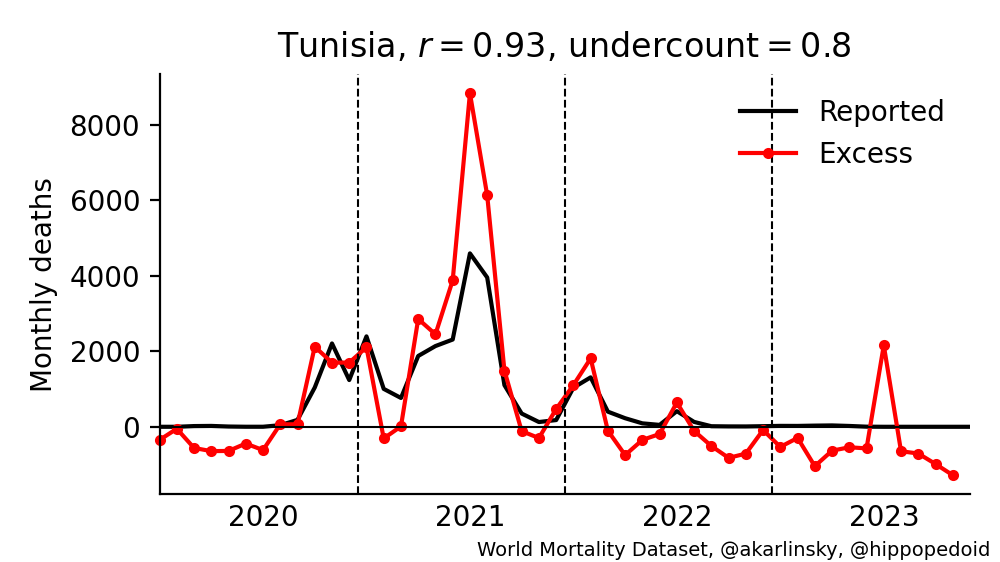 Tunisia, r = 0.93, undercount = 0.8
Monthly deaths
8000
6000
4000
2000
0
Reported
Excess
2020 2021 2022 2023
World Mortality Dataset, @akarlinsky, @hippopedoid